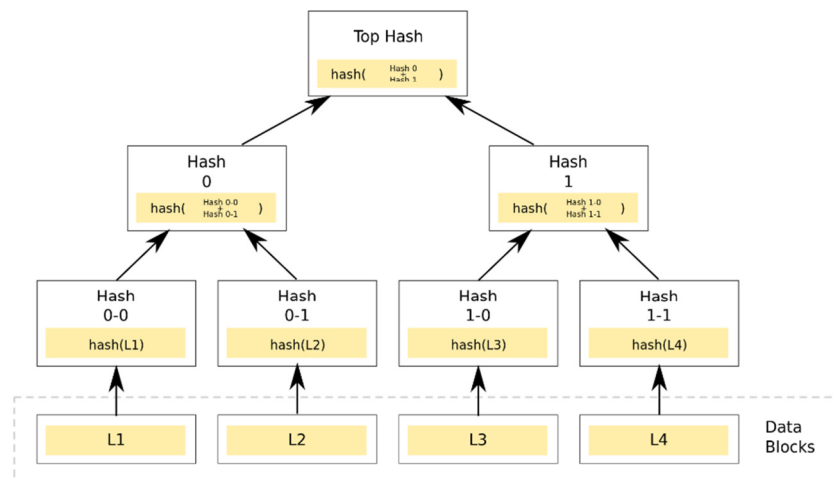 Top Hash
hash( Hash 0 + Hash 1 )
Hash
0
hash( Hash 0-0 + Hash 0-1 )
Hash
1
hash( Hash 1-0 + Hash 1-1 )
Hash
0-0
hash(L1)
Hash
0-1
hash(L2)
Hash
1-0
hash(L3)
Hash
1-1
hash(L4)
L1
L2
L3
L4
Data
Blocks